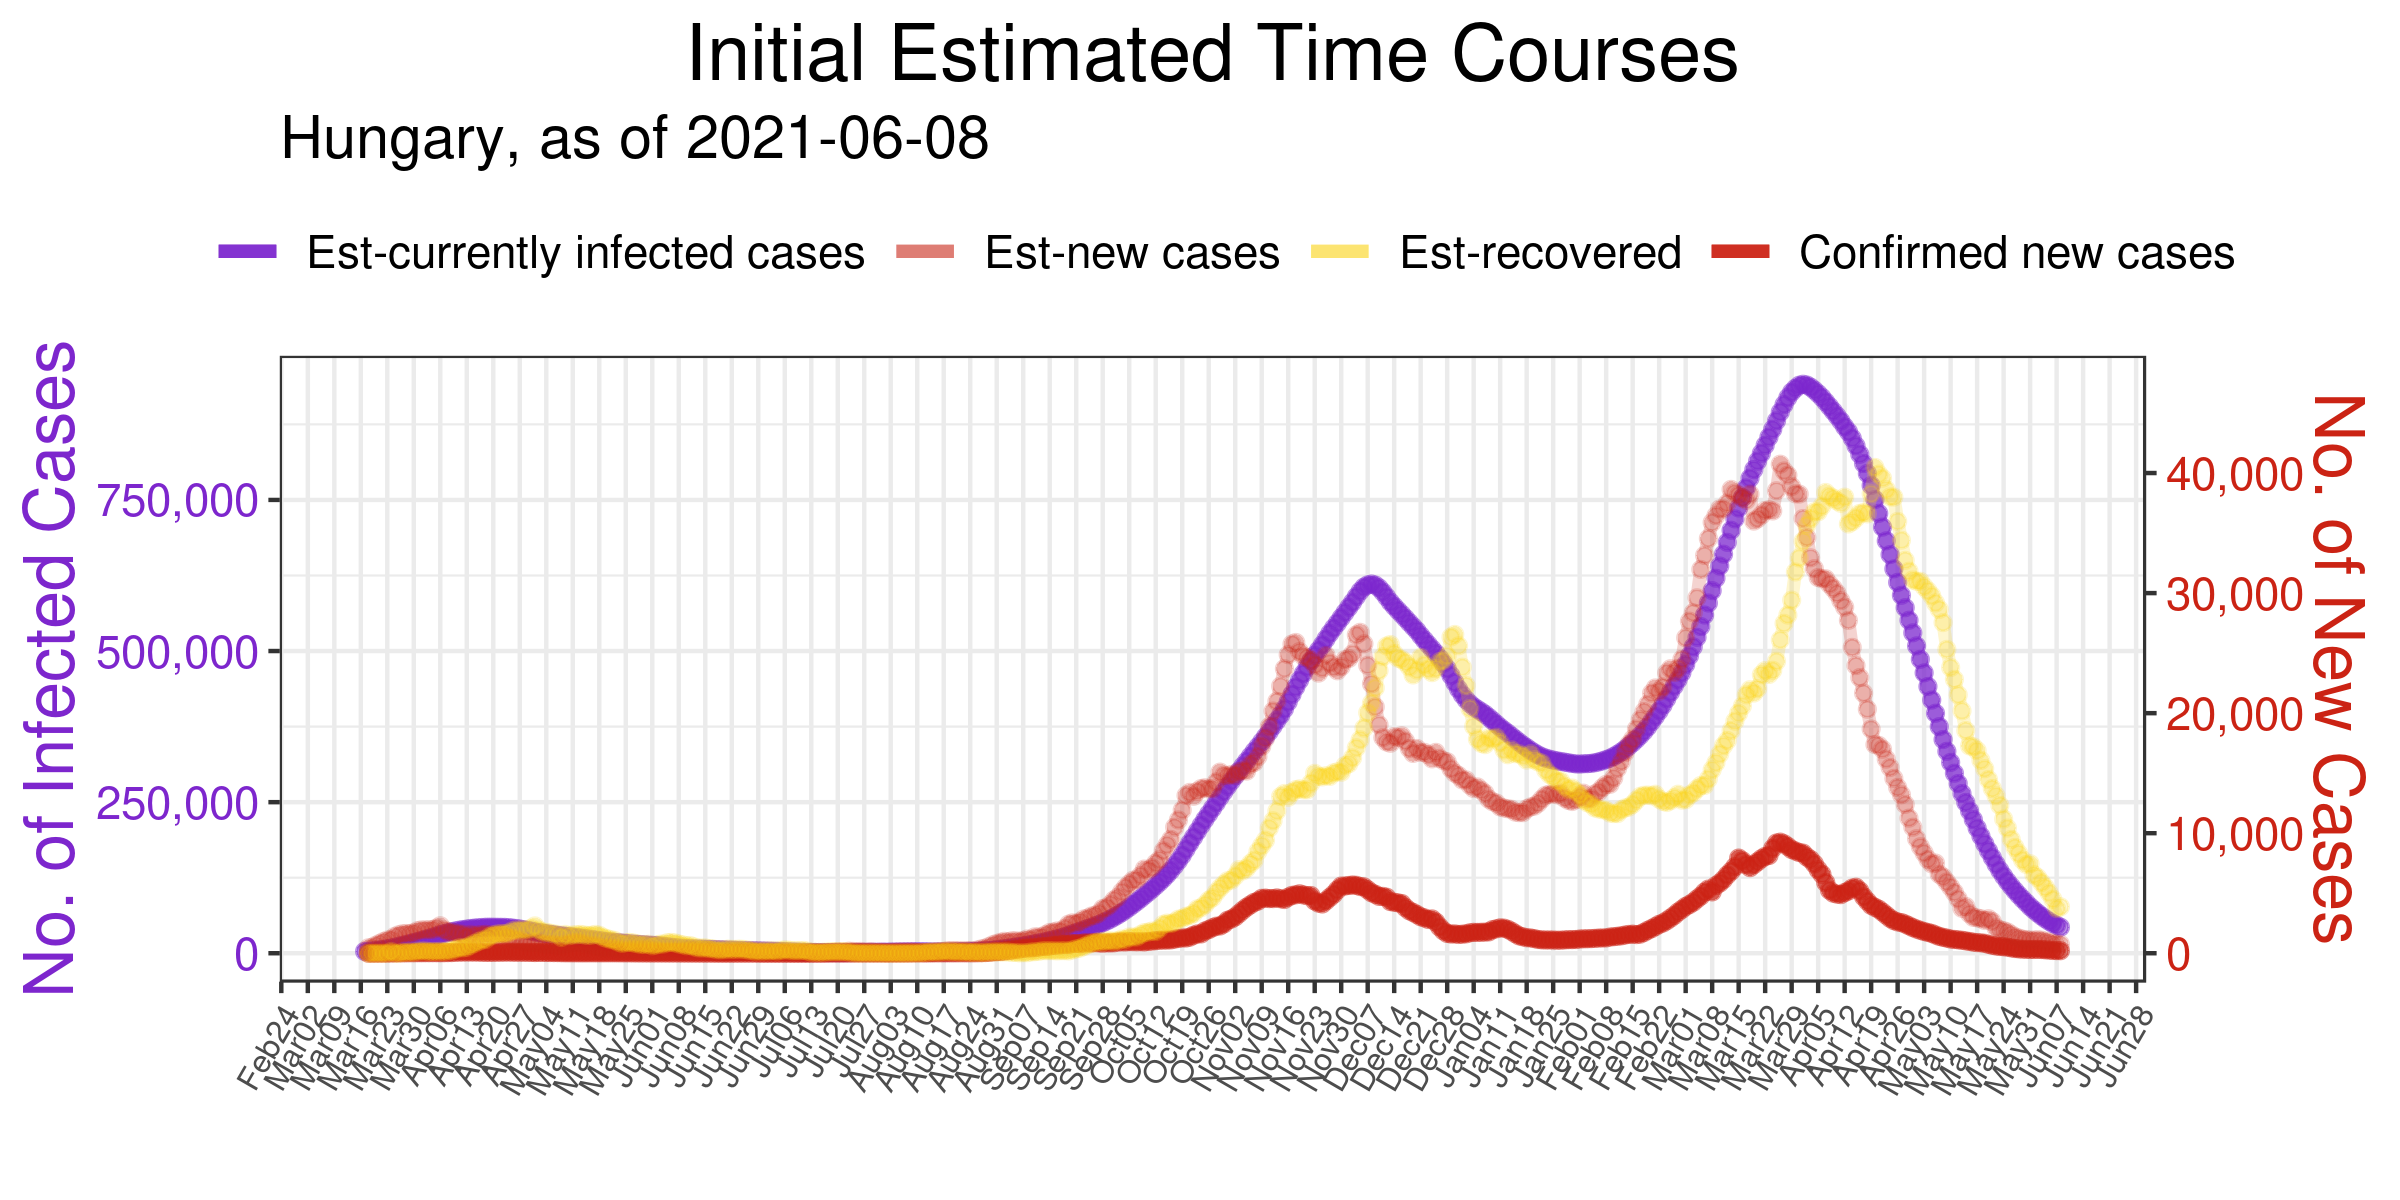 Initial Estimated Time Courses
Hungary, as of 2021-06-08
Est-currently infected cases Est-new cases Est-recovered Confirmed new cases
No. of Infected Cases
750,000
500,000
250,000
0
40,000
30,000
20,000
10,000
0
No. of New Cases
Feb24
Mar02
Mar09
Mar16
Mar23
Mar30
Apr06
Apr13
Apr20
Apr27
May04
May11
May18
May25
Jun01
Jun08
Jun15
Jun22
Jun29
Jul06
Jul13
Jul20
Jul27
Aug03
Aug10
Aug17
Aug24
Aug31
Sep07
Sep14
Sep21
Sep28
Oct05
Oct12
Oct19
Oct26
Nov02
Nov09
Nov16
Nov23
Nov30
Dec07
Dec14
Dec21
Dec28
Jan04
Jan11
Jan18
Jan25
Feb01
Feb08
Feb15
Feb22
Mar01
Mar08
Mar15
Mar22
Mar29
Apr05
Apr12
Apr19
Apr26
May03
May10
May17
May24
May31
Jun07
Jun14
Jun21
Jun28